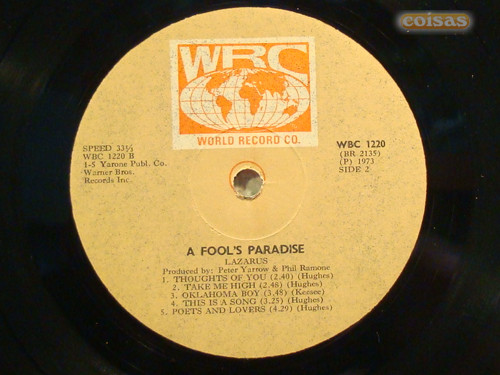 coisas
WRC
WORLD RECORD CO.
SPEED 33⅓
WBC 1220 B
1-5 Yarone Publ. Co.
Warner Bros.
Records Inc.
WBC 1220
(BR 2135)
(P) 1973
SIDE 2
A FOOL'S PARADISE
LAZARUS
Produced by: Peter Yarrow & Phil Ramone
1. THOUGHTS OF YOU (2.40) (Hughes)
2. TAKE ME HIGH (2.48) (Hughes)
3. OKLAHOMA BOY (3.48) (Keesee)
4. THIS IS A SONG (3.25) (Hughes)
5. POETS AND LOVERS (4.29) (Hughes)